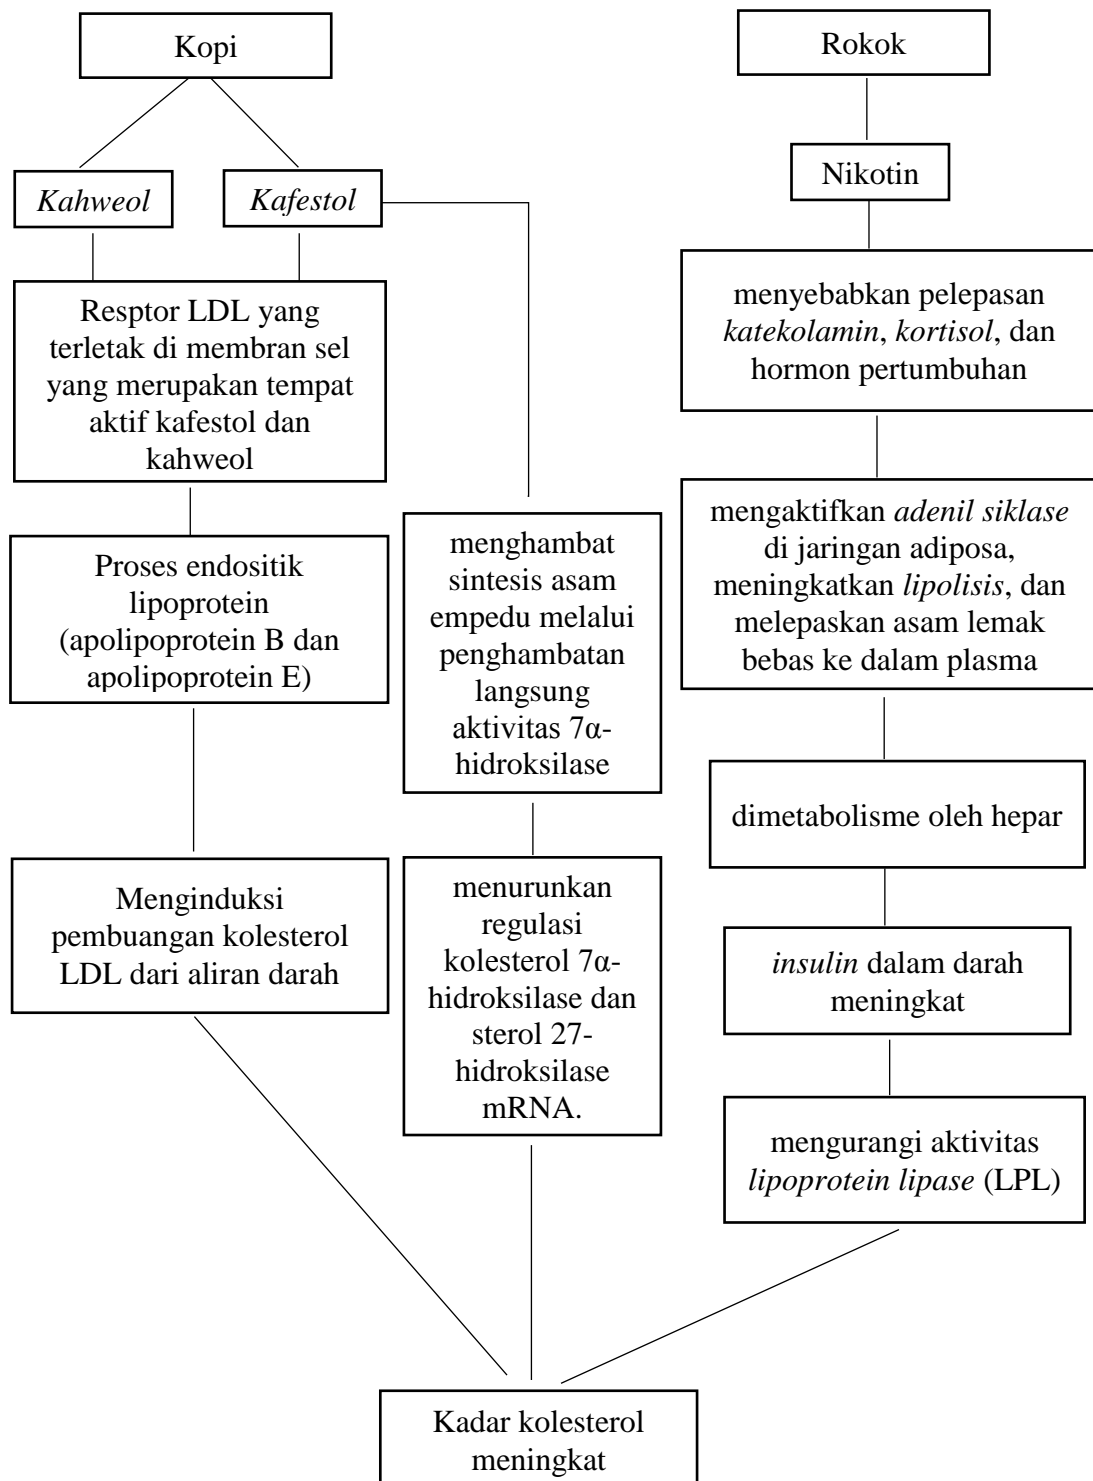 Kopi
Rokok
Kahweol
Kafestol
Nikotin
Resptor LDL yang
terletak di membran sel
yang merupakan tempat
aktif kafestol dan
kahweol
menyebabkan pelepasan
katekolamin, kortisol, dan
hormon pertumbuhan
Proses endositik
lipoprotein
(apolipoprotein B dan
apolipoprotein E)
menghambat
sintesis asam
empedu melalui
penghambatan
langsung
aktivitas 7α-
hidroksilase
mengaktifkan adenil siklase
di jaringan adiposa,
meningkatkan lipolisis, dan
melepaskan asam lemak
bebas ke dalam plasma
dimetabolisme oleh hepar
Menginduksi
pembuangan kolesterol
LDL dari aliran darah
menurunkan
regulasi
kolesterol 7α-
hidroksilase dan
sterol 27-
hidroksilase
mRNA.
insulin dalam darah
meningkat
mengurangi aktivitas
lipoprotein lipase (LPL)
Kadar kolesterol
meningkat